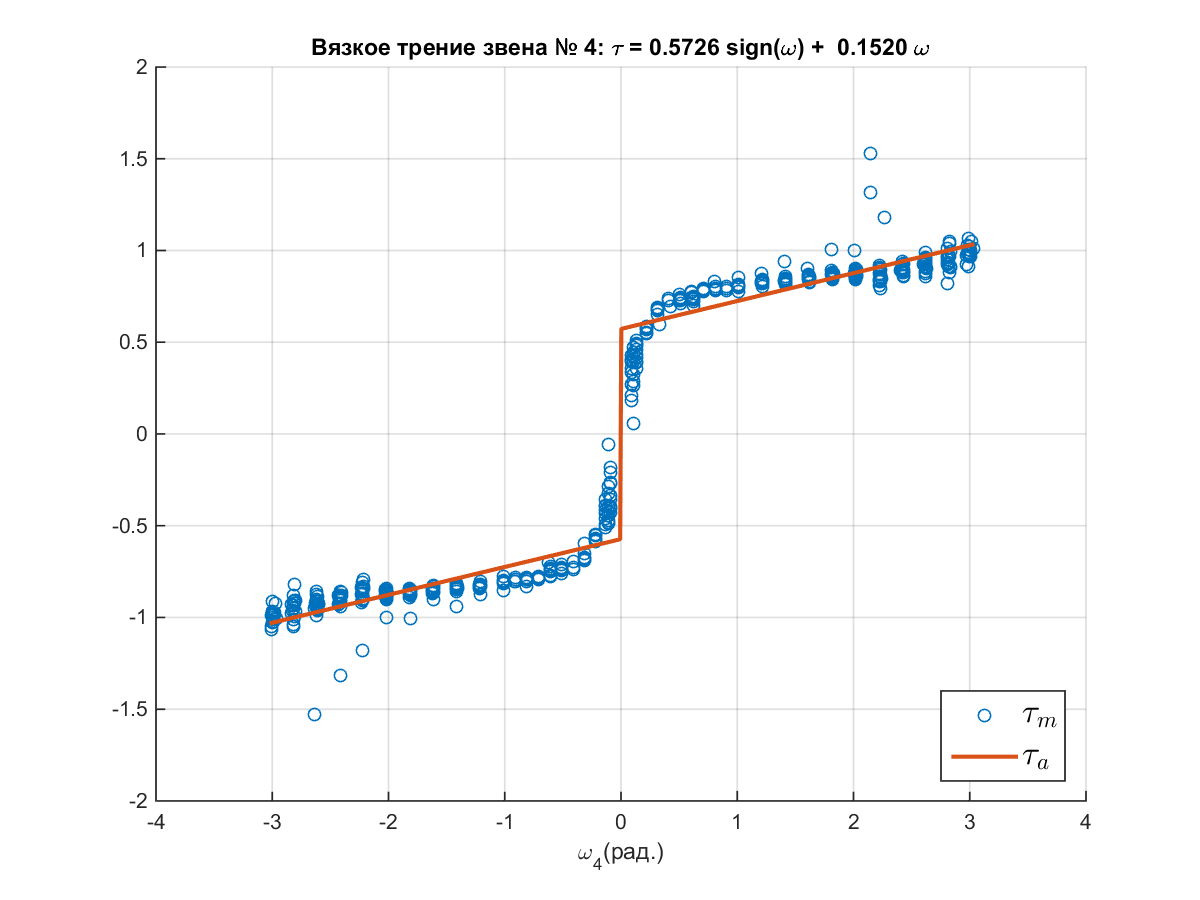 Вязкое трение звена № 4: τ = 0.5726 sign(ω) + 0.1520 ω
2
1.5
1
0.5
0
-0.5
-1
-1.5
-2
-4 -3 -2 -1 0 1 2 3 4
ω4(рад.)
τm
τa